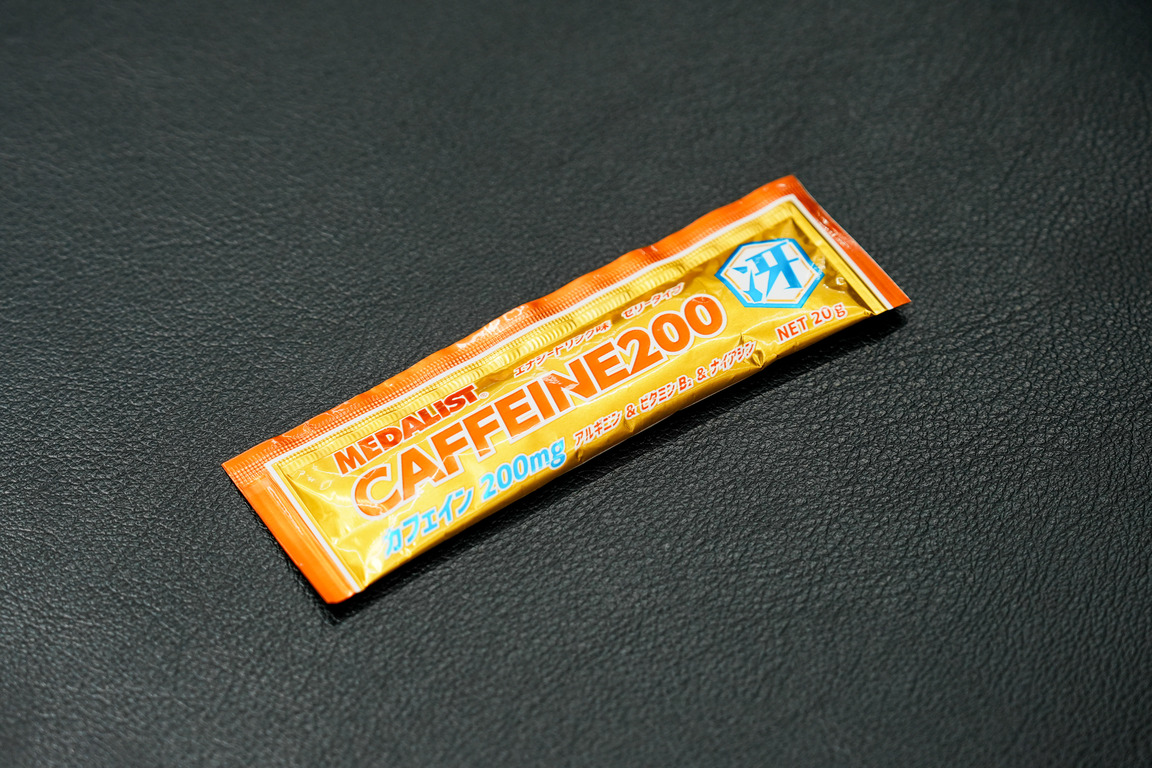 MEDALIST
エナジードリンク味 ゼリータイプ
CAFFEINE200
カフェイン 200mg
アルギニン & ビタミンB₂ & ナイアシン
冴
NET 20g